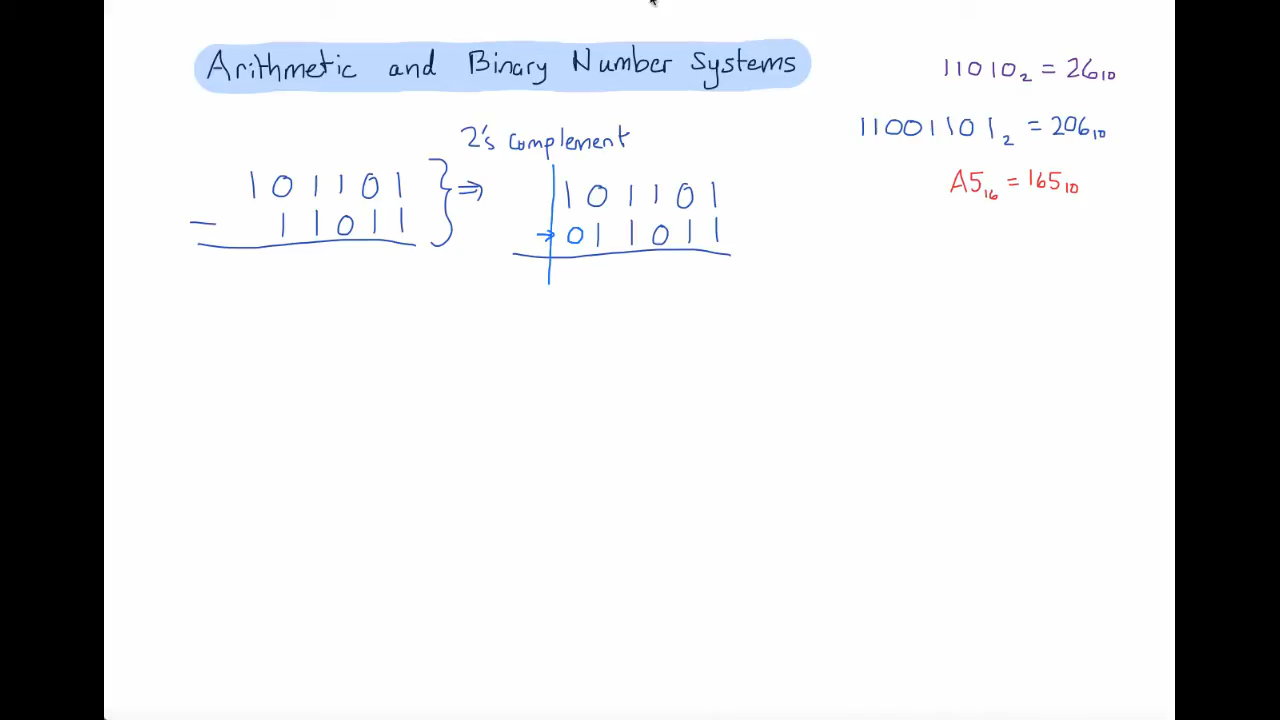 Arithmetic and Binary Number Systems
11010₂ = 26₁₀
11001101₂ = 206₁₀
A5₁₆ = 165₁₀
2's complement
101101 } ⇒
- 11011
101101
→ 011011